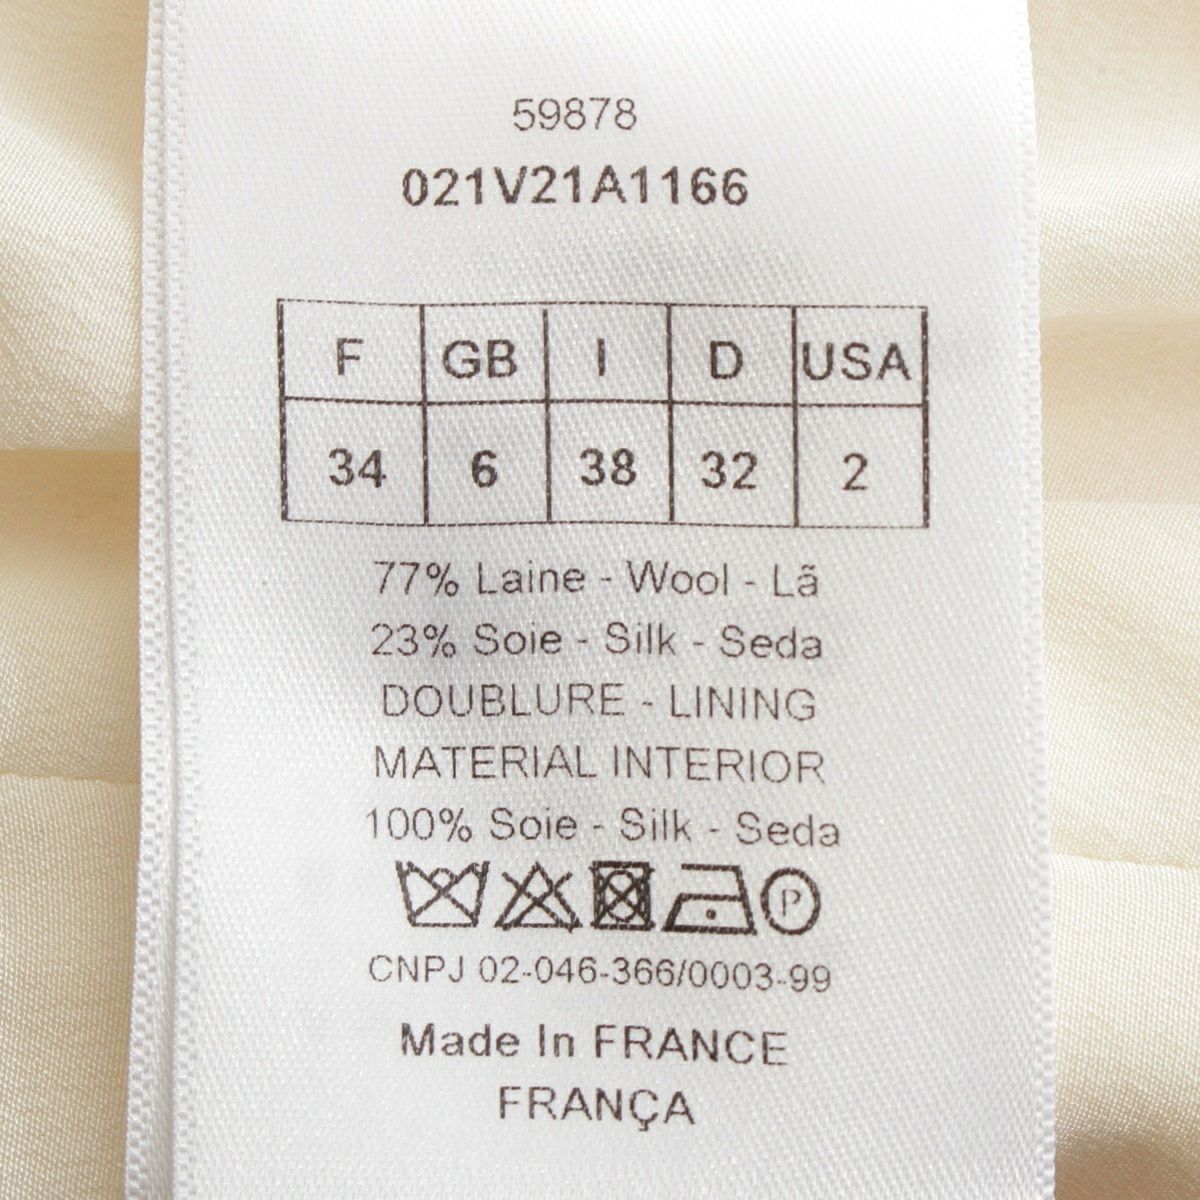 59878
021V21A1166
F GB I D USA
34 6 38 32 2
77% Laine - Wool - Lã
23% Soie - Silk - Seda
DOUBLURE - LINING
MATERIAL INTERIOR
100% Soie - Silk - Seda
P
CNPJ 02-046-366/0003-99
Made In FRANCE
FRANÇA